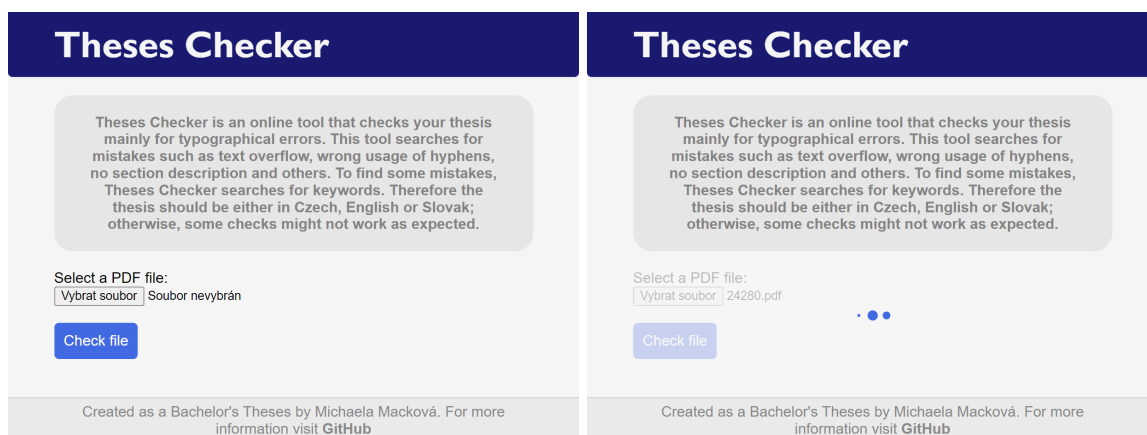 Theses Checker
Theses Checker is an online tool that checks your thesis
mainly for typographical errors. This tool searches for
mistakes such as text overflow, wrong usage of hyphens,
no section description and others. To find some mistakes,
Theses Checker searches for keywords. Therefore the
thesis should be either in Czech, English or Slovak;
otherwise, some checks might not work as expected.
Select a PDF file:
Vybrat soubor Soubor nevybrán
Check file
Created as a Bachelor's Theses by Michaela Macková. For more
information visit GitHub
Theses Checker
Theses Checker is an online tool that checks your thesis
mainly for typographical errors. This tool searches for
mistakes such as text overflow, wrong usage of hyphens,
no section description and others. To find some mistakes,
Theses Checker searches for keywords. Therefore the
thesis should be either in Czech, English or Slovak;
otherwise, some checks might not work as expected.
Select a PDF file:
Vybrat soubor 24280.pdf
Check file
Created as a Bachelor's Theses by Michaela Macková. For more
information visit GitHub